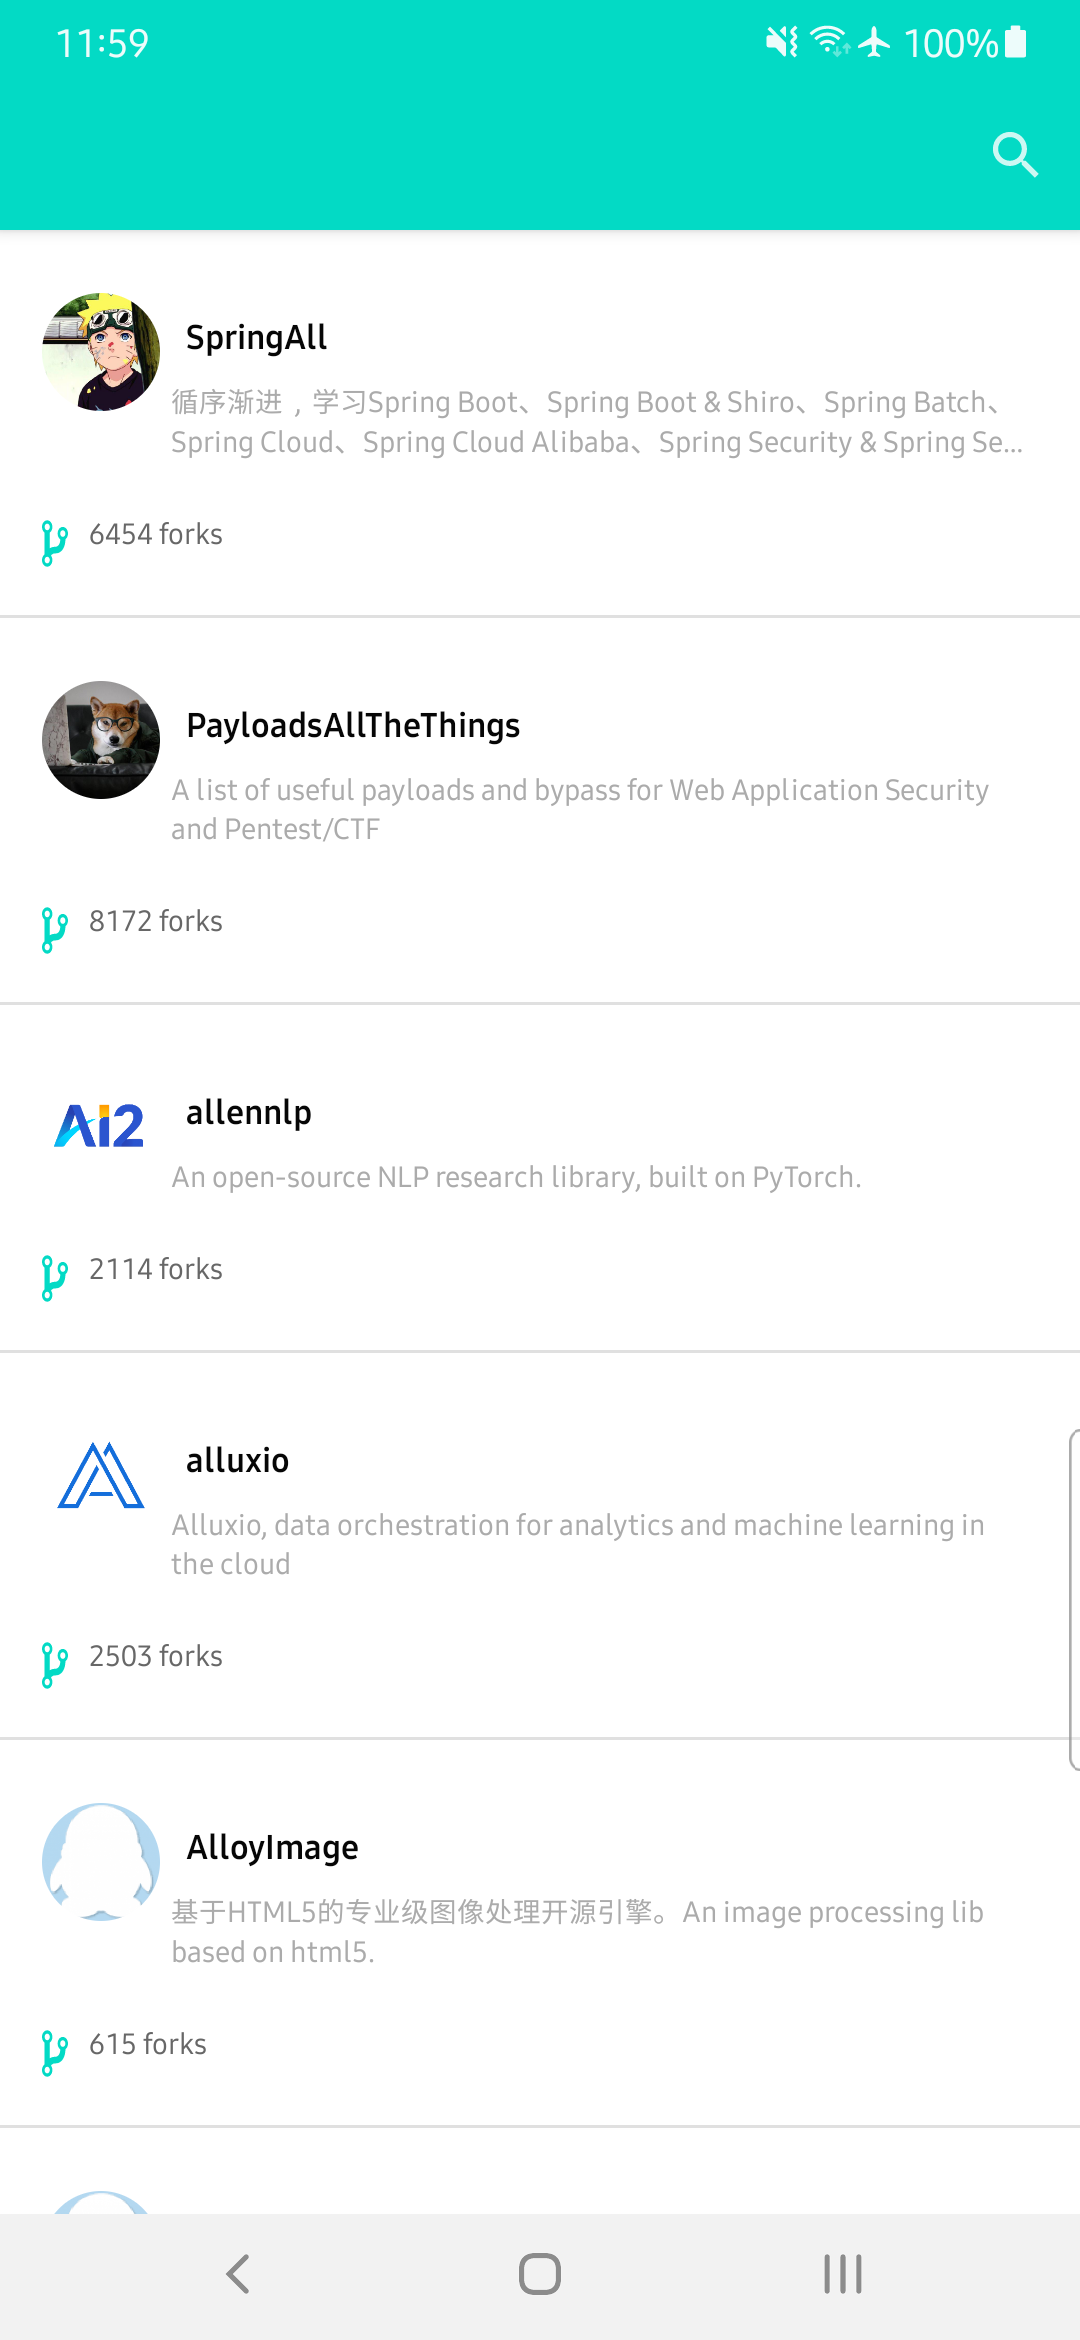 11:59
100%
SpringAll
循序渐进，学习Spring Boot、Spring Boot & Shiro、Spring Batch、
Spring Cloud、Spring Cloud Alibaba、Spring Security & Spring Se...
6454 forks
PayloadsAllTheThings
A list of useful payloads and bypass for Web Application Security
and Pentest/CTF
8172 forks
Ai2
allennlp
An open-source NLP research library, built on PyTorch.
2114 forks
alluxio
Alluxio, data orchestration for analytics and machine learning in
the cloud
2503 forks
AlloyImage
基于HTML5的专业级图像处理开源引擎。An image processing lib
based on html5.
615 forks